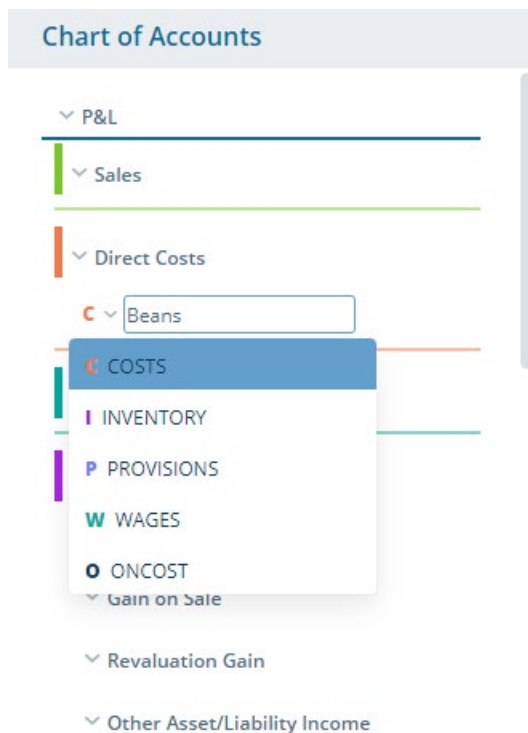 Chart of Accounts
P&L
Sales
Direct Costs
C Beans
C COSTS
I INVENTORY
P PROVISIONS
W WAGES
O ONCOST
Gain on Sale
Revaluation Gain
Other Asset/Liability Income